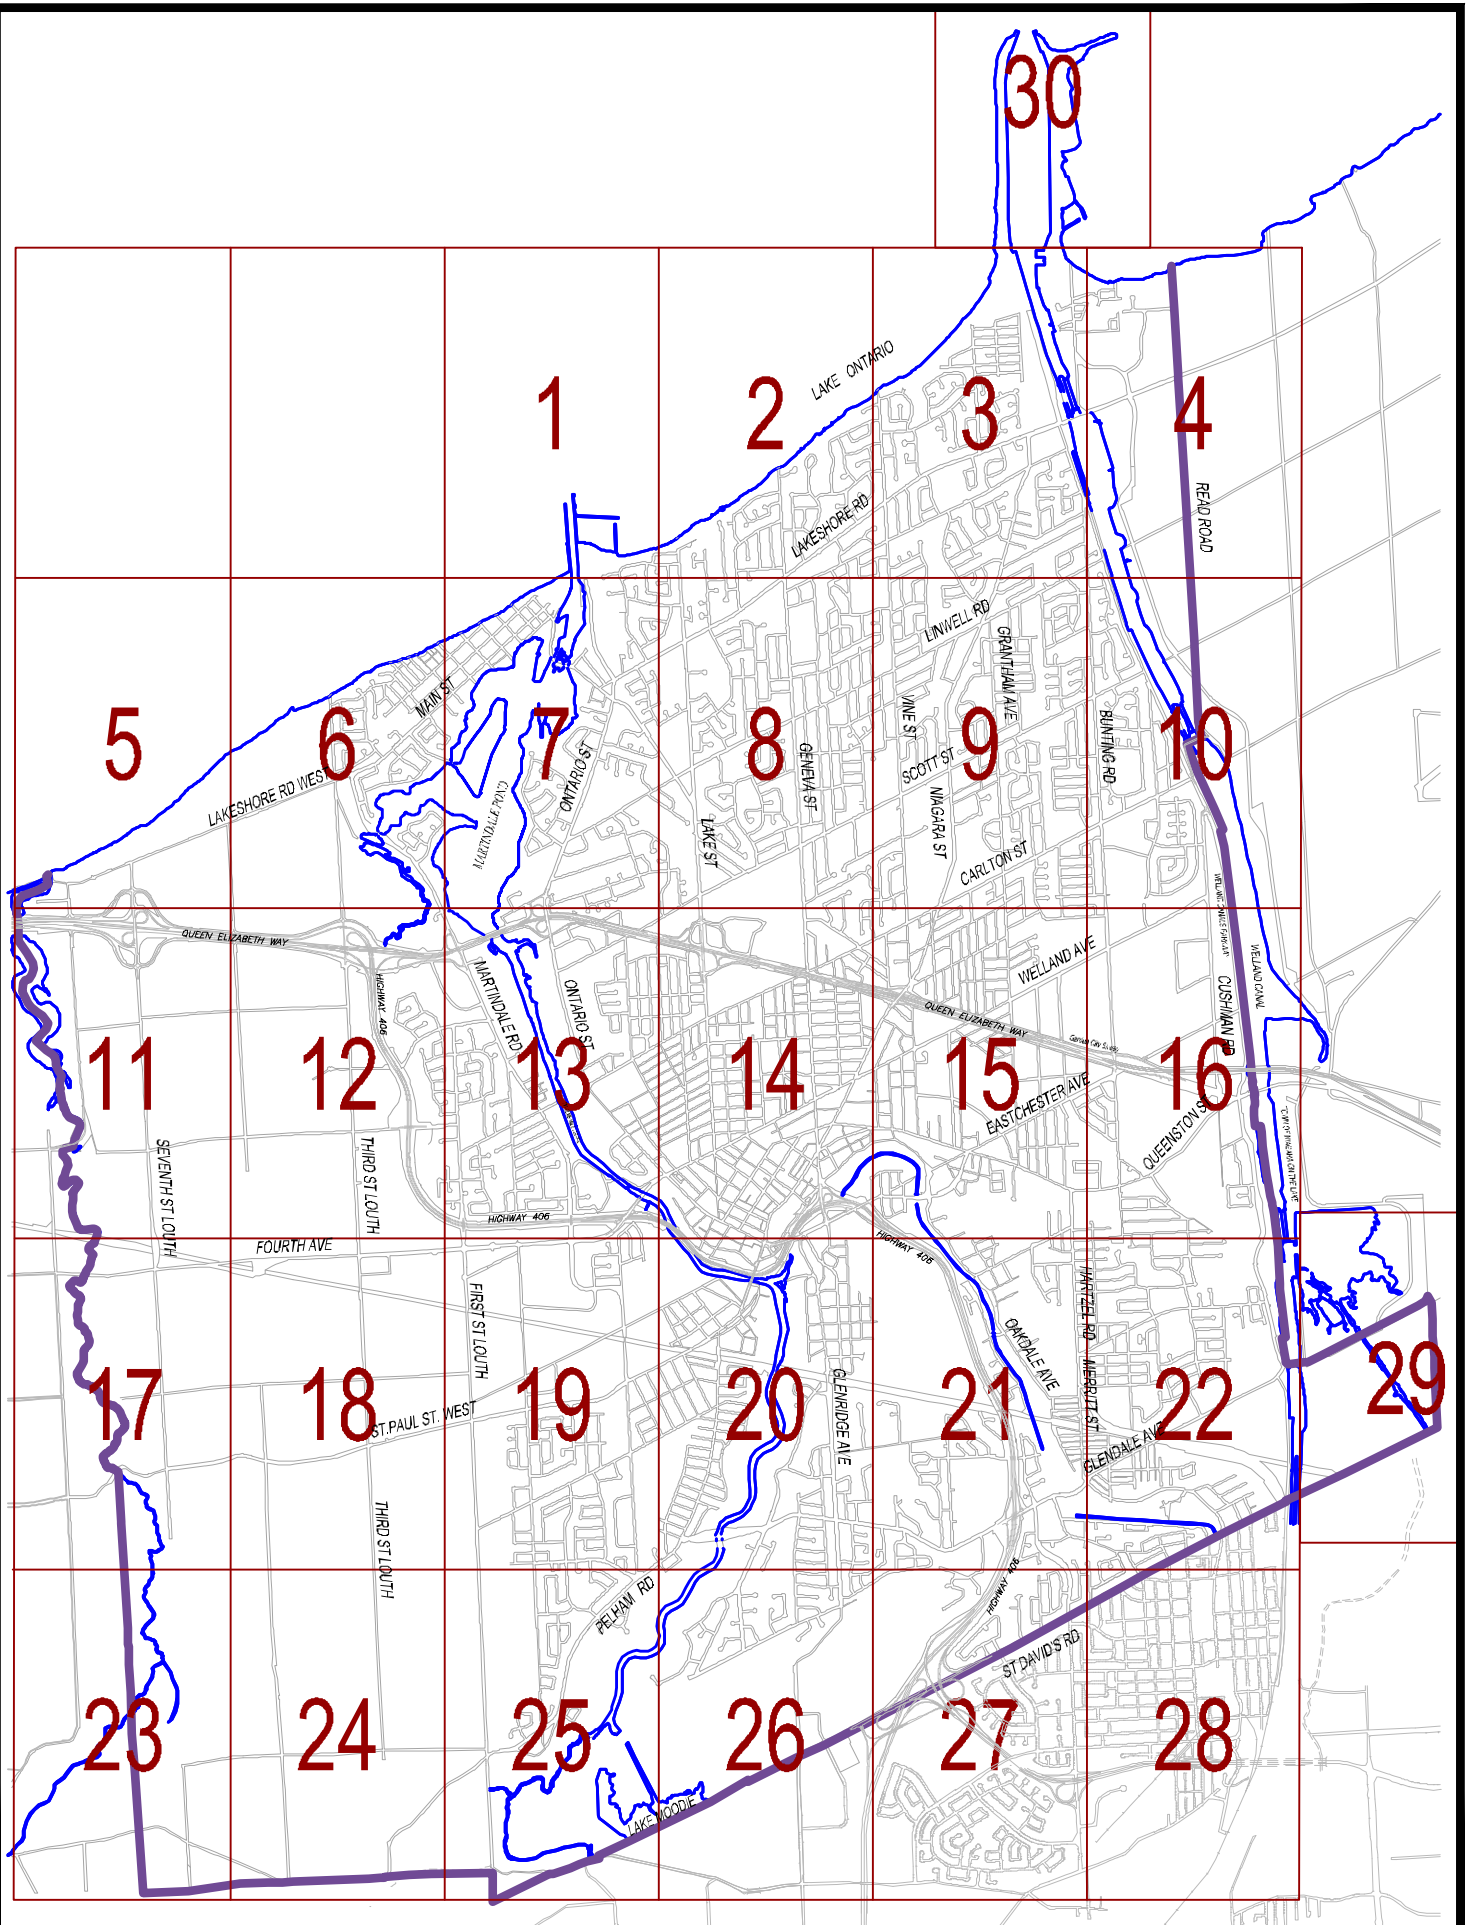 30
LAKE ONTARIO
1
2
3
4
LAKESHORE RD
READ ROAD
LINWELL RD
GRANTHAM AVE
MAIN ST
5
6
7
8
9
10
VINE ST
BUNTING RD
ONTARIO ST
GENEVA ST
SCOTT ST
LAKESHORE RD WEST
MARTINDALE POND
LAKE ST
NIAGARA ST
CARLTON ST
WELLAND CANALS PARKWAY
QUEEN ELIZABETH WAY
WELLAND AVE
WELLAND CANAL
HIGHWAY 406
MARTINDALE RD
ONTARIO ST
QUEEN ELIZABETH WAY
CUSHMAN RD
Garden City Skyway
11
12
13
14
15
16
EASTCHESTER AVE
QUEENSTON ST
SEVENTH ST LOUTH
THIRD ST LOUTH
HIGHWAY 406
FOURTH AVE
HIGHWAY 406
FIRST ST LOUTH
HARTZEL RD
OAKDALE AVE
17
18
19
20
21
22
29
GLENRIDGE AVE
MERRITT ST
ST.PAUL ST. WEST
GLENDALE AVE
THIRD ST LOUTH
PELHAM RD
HIGHWAY 406
ST DAVID'S RD
23
24
25
26
27
28
LAKE MOODIE